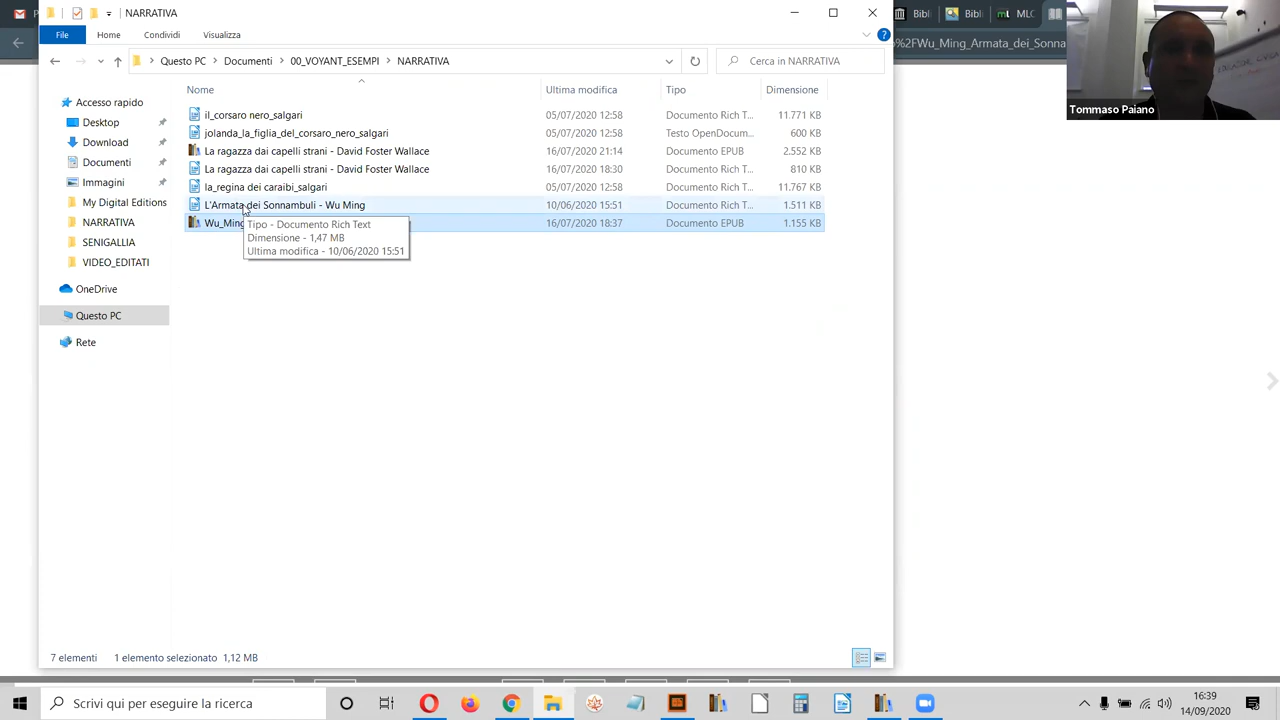 NARRATIVA
File Home Condividi Visualizza
Questo PC Documenti 00_VOYANT_ESEMPI NARRATIVA
Cerca in NARRATIVA
Nome Ultima modifica Tipo Dimensione
il_corsaro nero_salgari 05/07/2020 12:58 Documento Rich T... 11.771 KB
jolanda_la_figlia_del_corsaro_nero_salgari 05/07/2020 12:58 Testo OpenDocum... 600 KB
La ragazza dai capelli strani - David Foster Wallace 16/07/2020 21:14 Documento EPUB 2.552 KB
La ragazza dai capelli strani - David Foster Wallace 16/07/2020 18:30 Documento Rich T... 810 KB
la_regina dei caraibi_salgari 05/07/2020 12:58 Documento Rich T... 11.767 KB
L'Armata dei Sonnambuli - Wu Ming 10/06/2020 15:51 Documento Rich T... 1.511 KB
Wu_Ming 16/07/2020 18:37 Documento EPUB 1.155 KB
Tipo - Documento Rich Text
Dimensione - 1,47 MB
Ultima modifica - 10/06/2020 15:51
Accesso rapido
Desktop
Download
Documenti
Immagini
My Digital Editions
NARRATIVA
SENIGALLIA
VIDEO_EDITATI
OneDrive
Questo PC
Rete
7 elementi 1 elemento selezionato 1,12 MB
Bibl Bibl MLC
%2FWu_Ming_Armata_dei_Sonna
Tommaso Paiano
Scrivi qui per eseguire la ricerca
16:39
14/09/2020